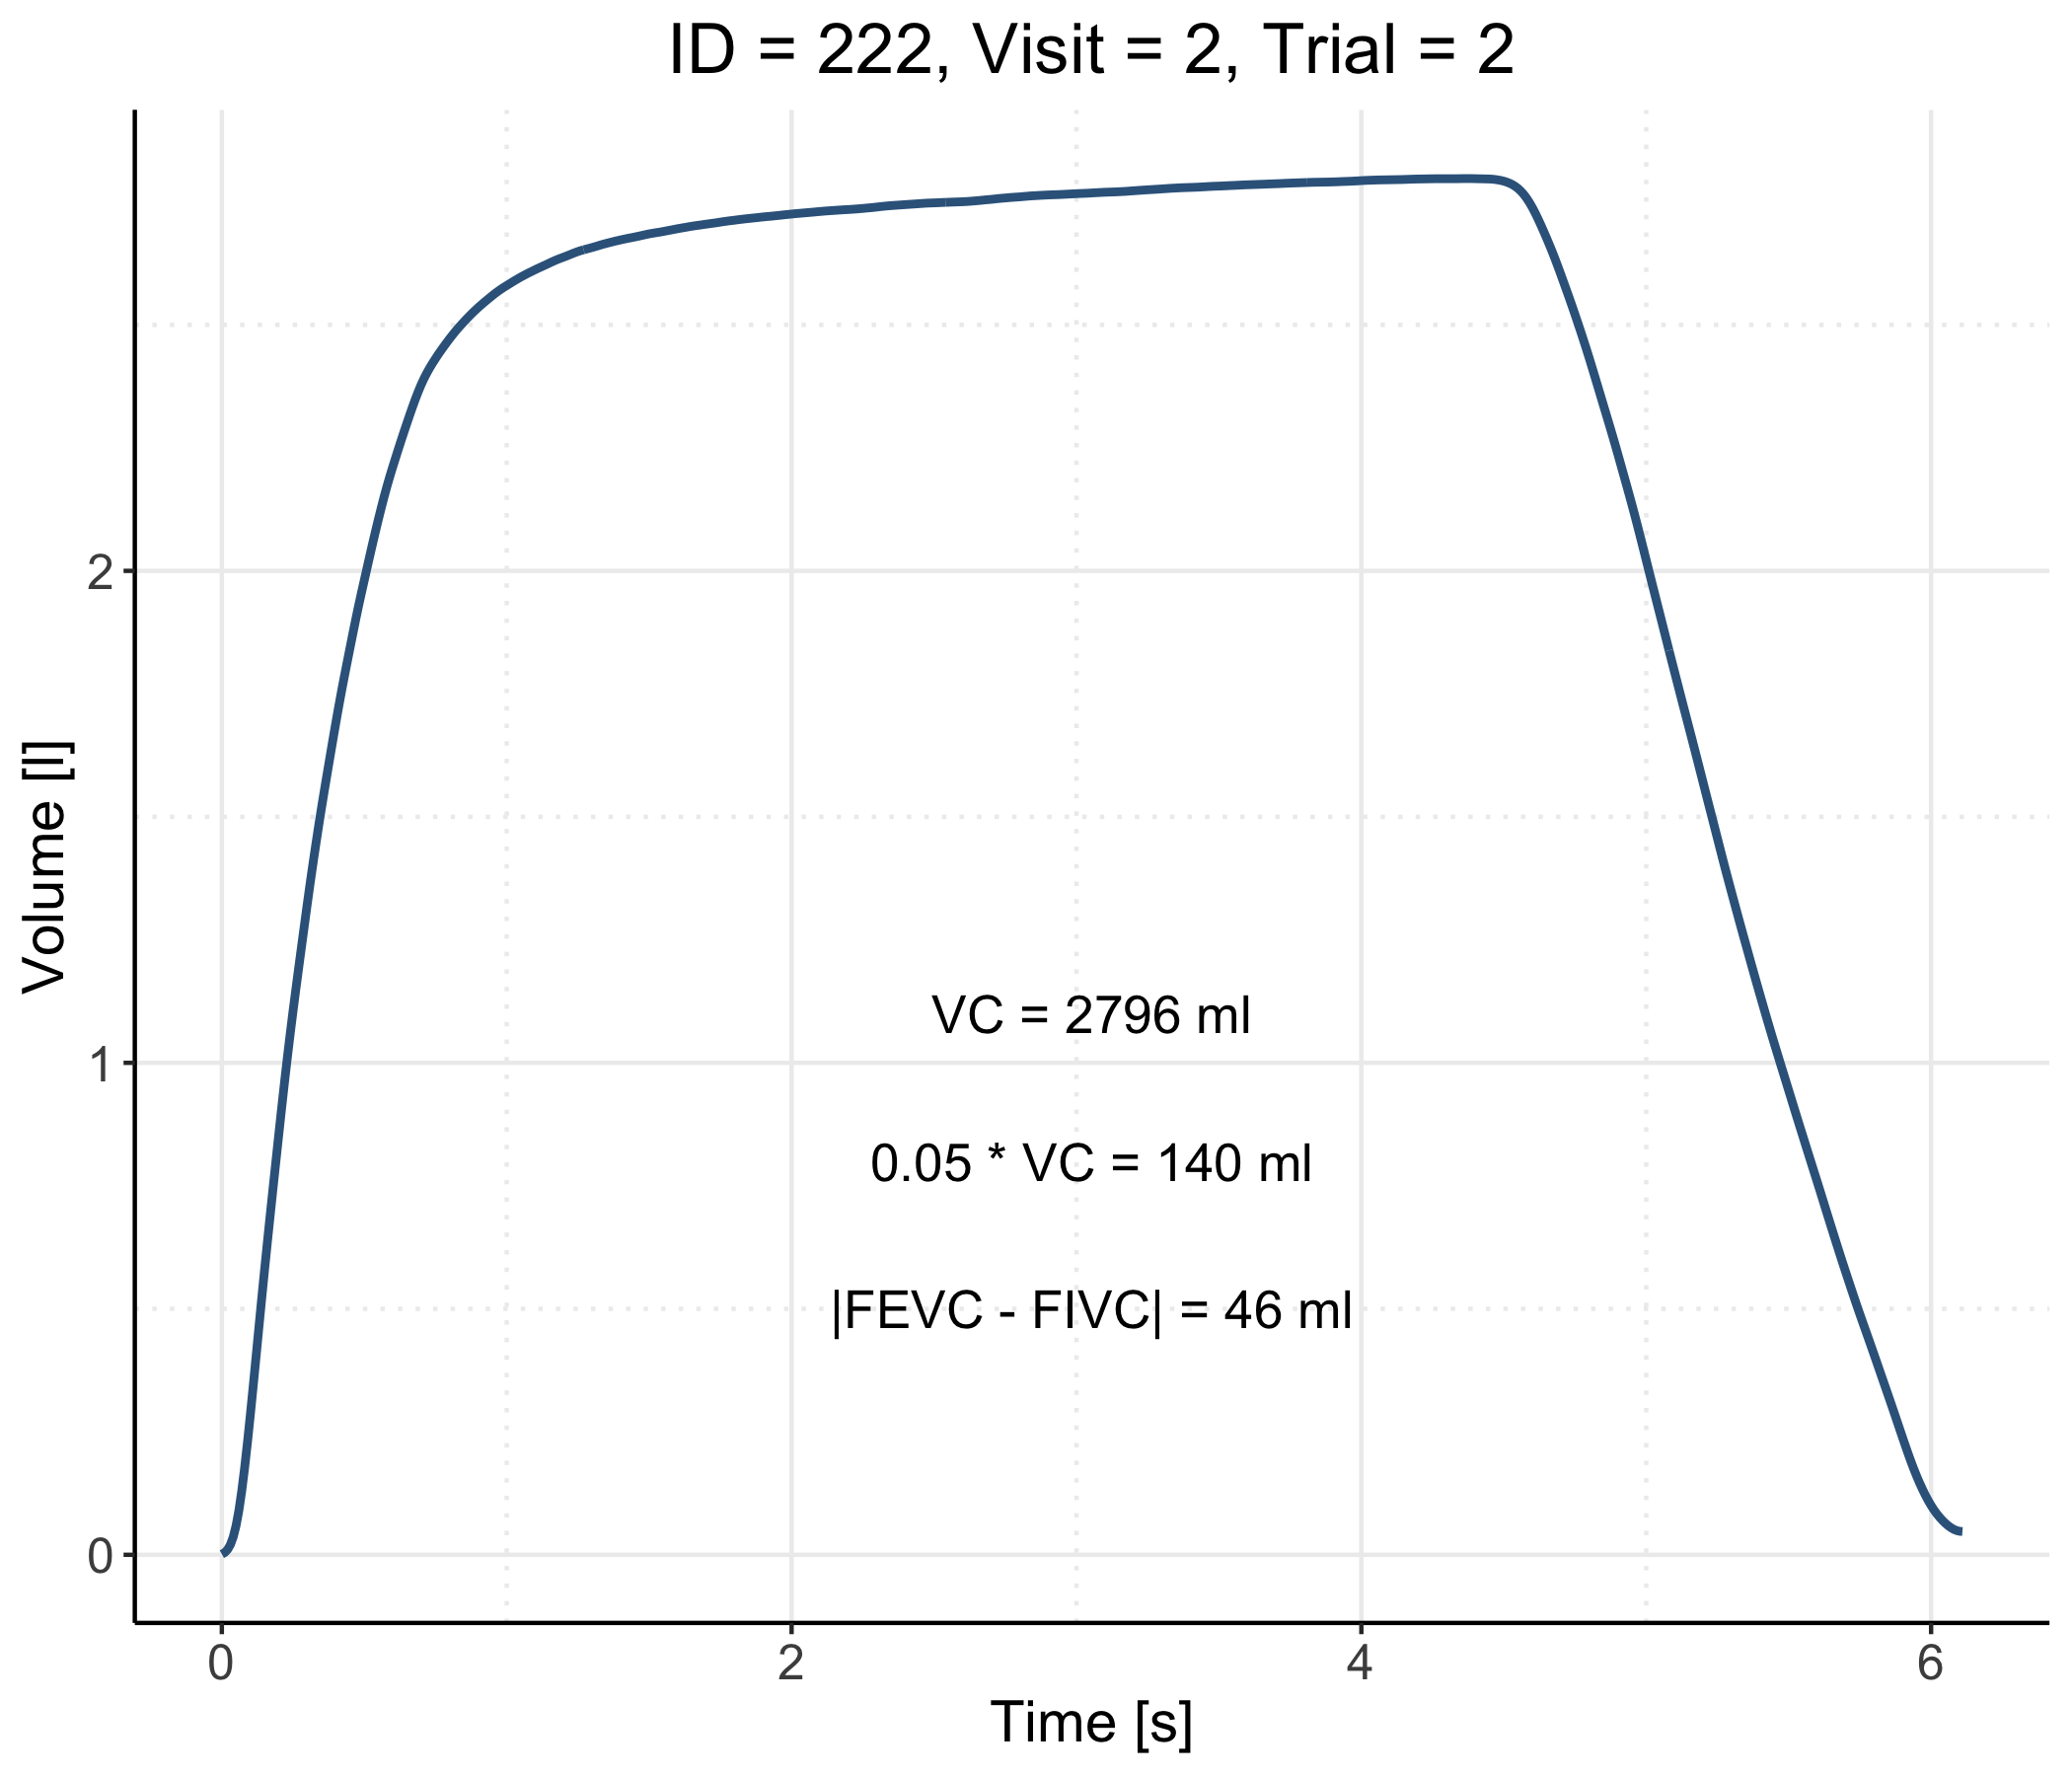 ID = 222, Visit = 2, Trial = 2
Volume [l]
2
1
0
VC = 2796 ml
0.05 * VC = 140 ml
|FEVC - FIVC| = 46 ml
0 2 4 6
Time [s]